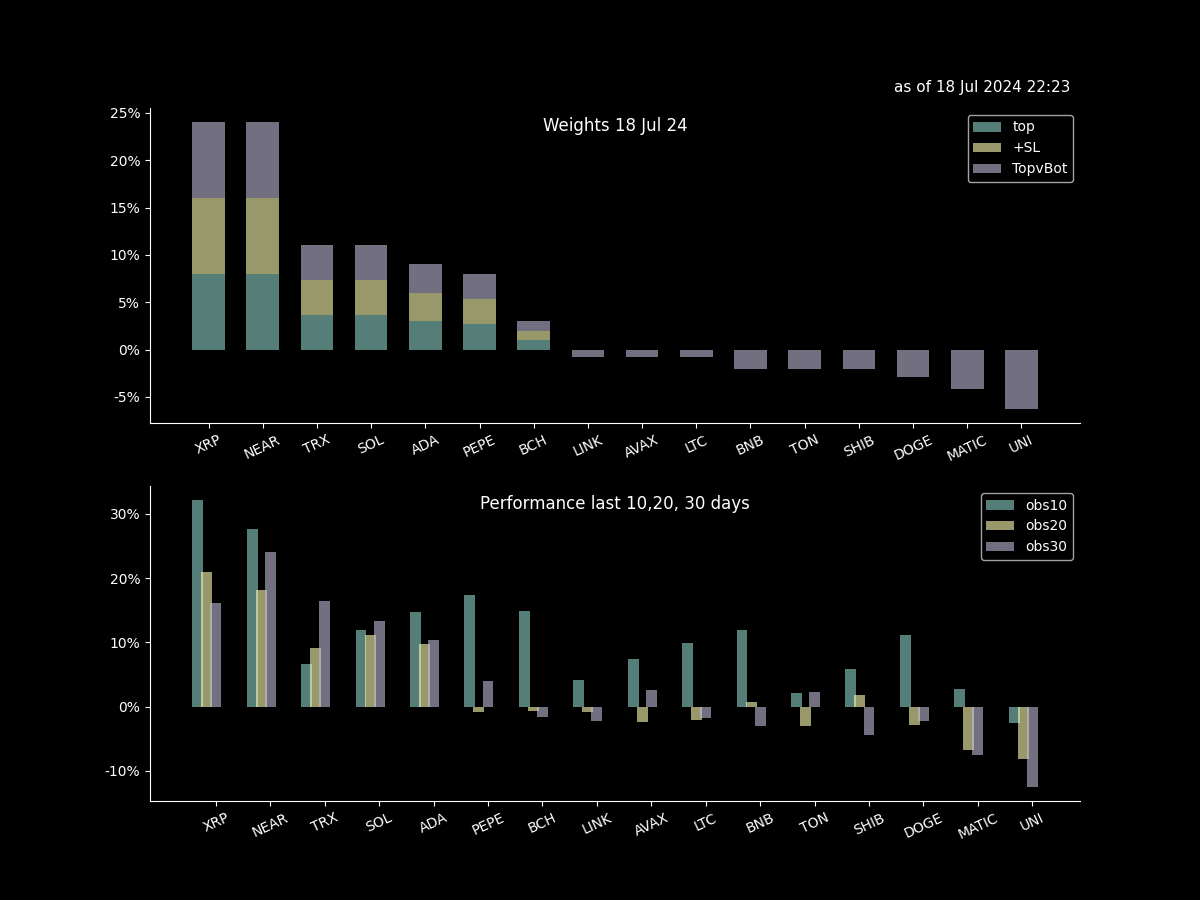 as of 18 Jul 2024 22:23
Weights 18 Jul 24
top
+SL
TopvBot
25%
20%
15%
10%
5%
0%
-5%
XRP NEAR TRX SOL ADA PEPE BCH LINK AVAX LTC BNB TON SHIB DOGE MATIC UNI
Performance last 10,20, 30 days
obs10
obs20
obs30
30%
20%
10%
0%
-10%
XRP NEAR TRX SOL ADA PEPE BCH LINK AVAX LTC BNB TON SHIB DOGE MATIC UNI